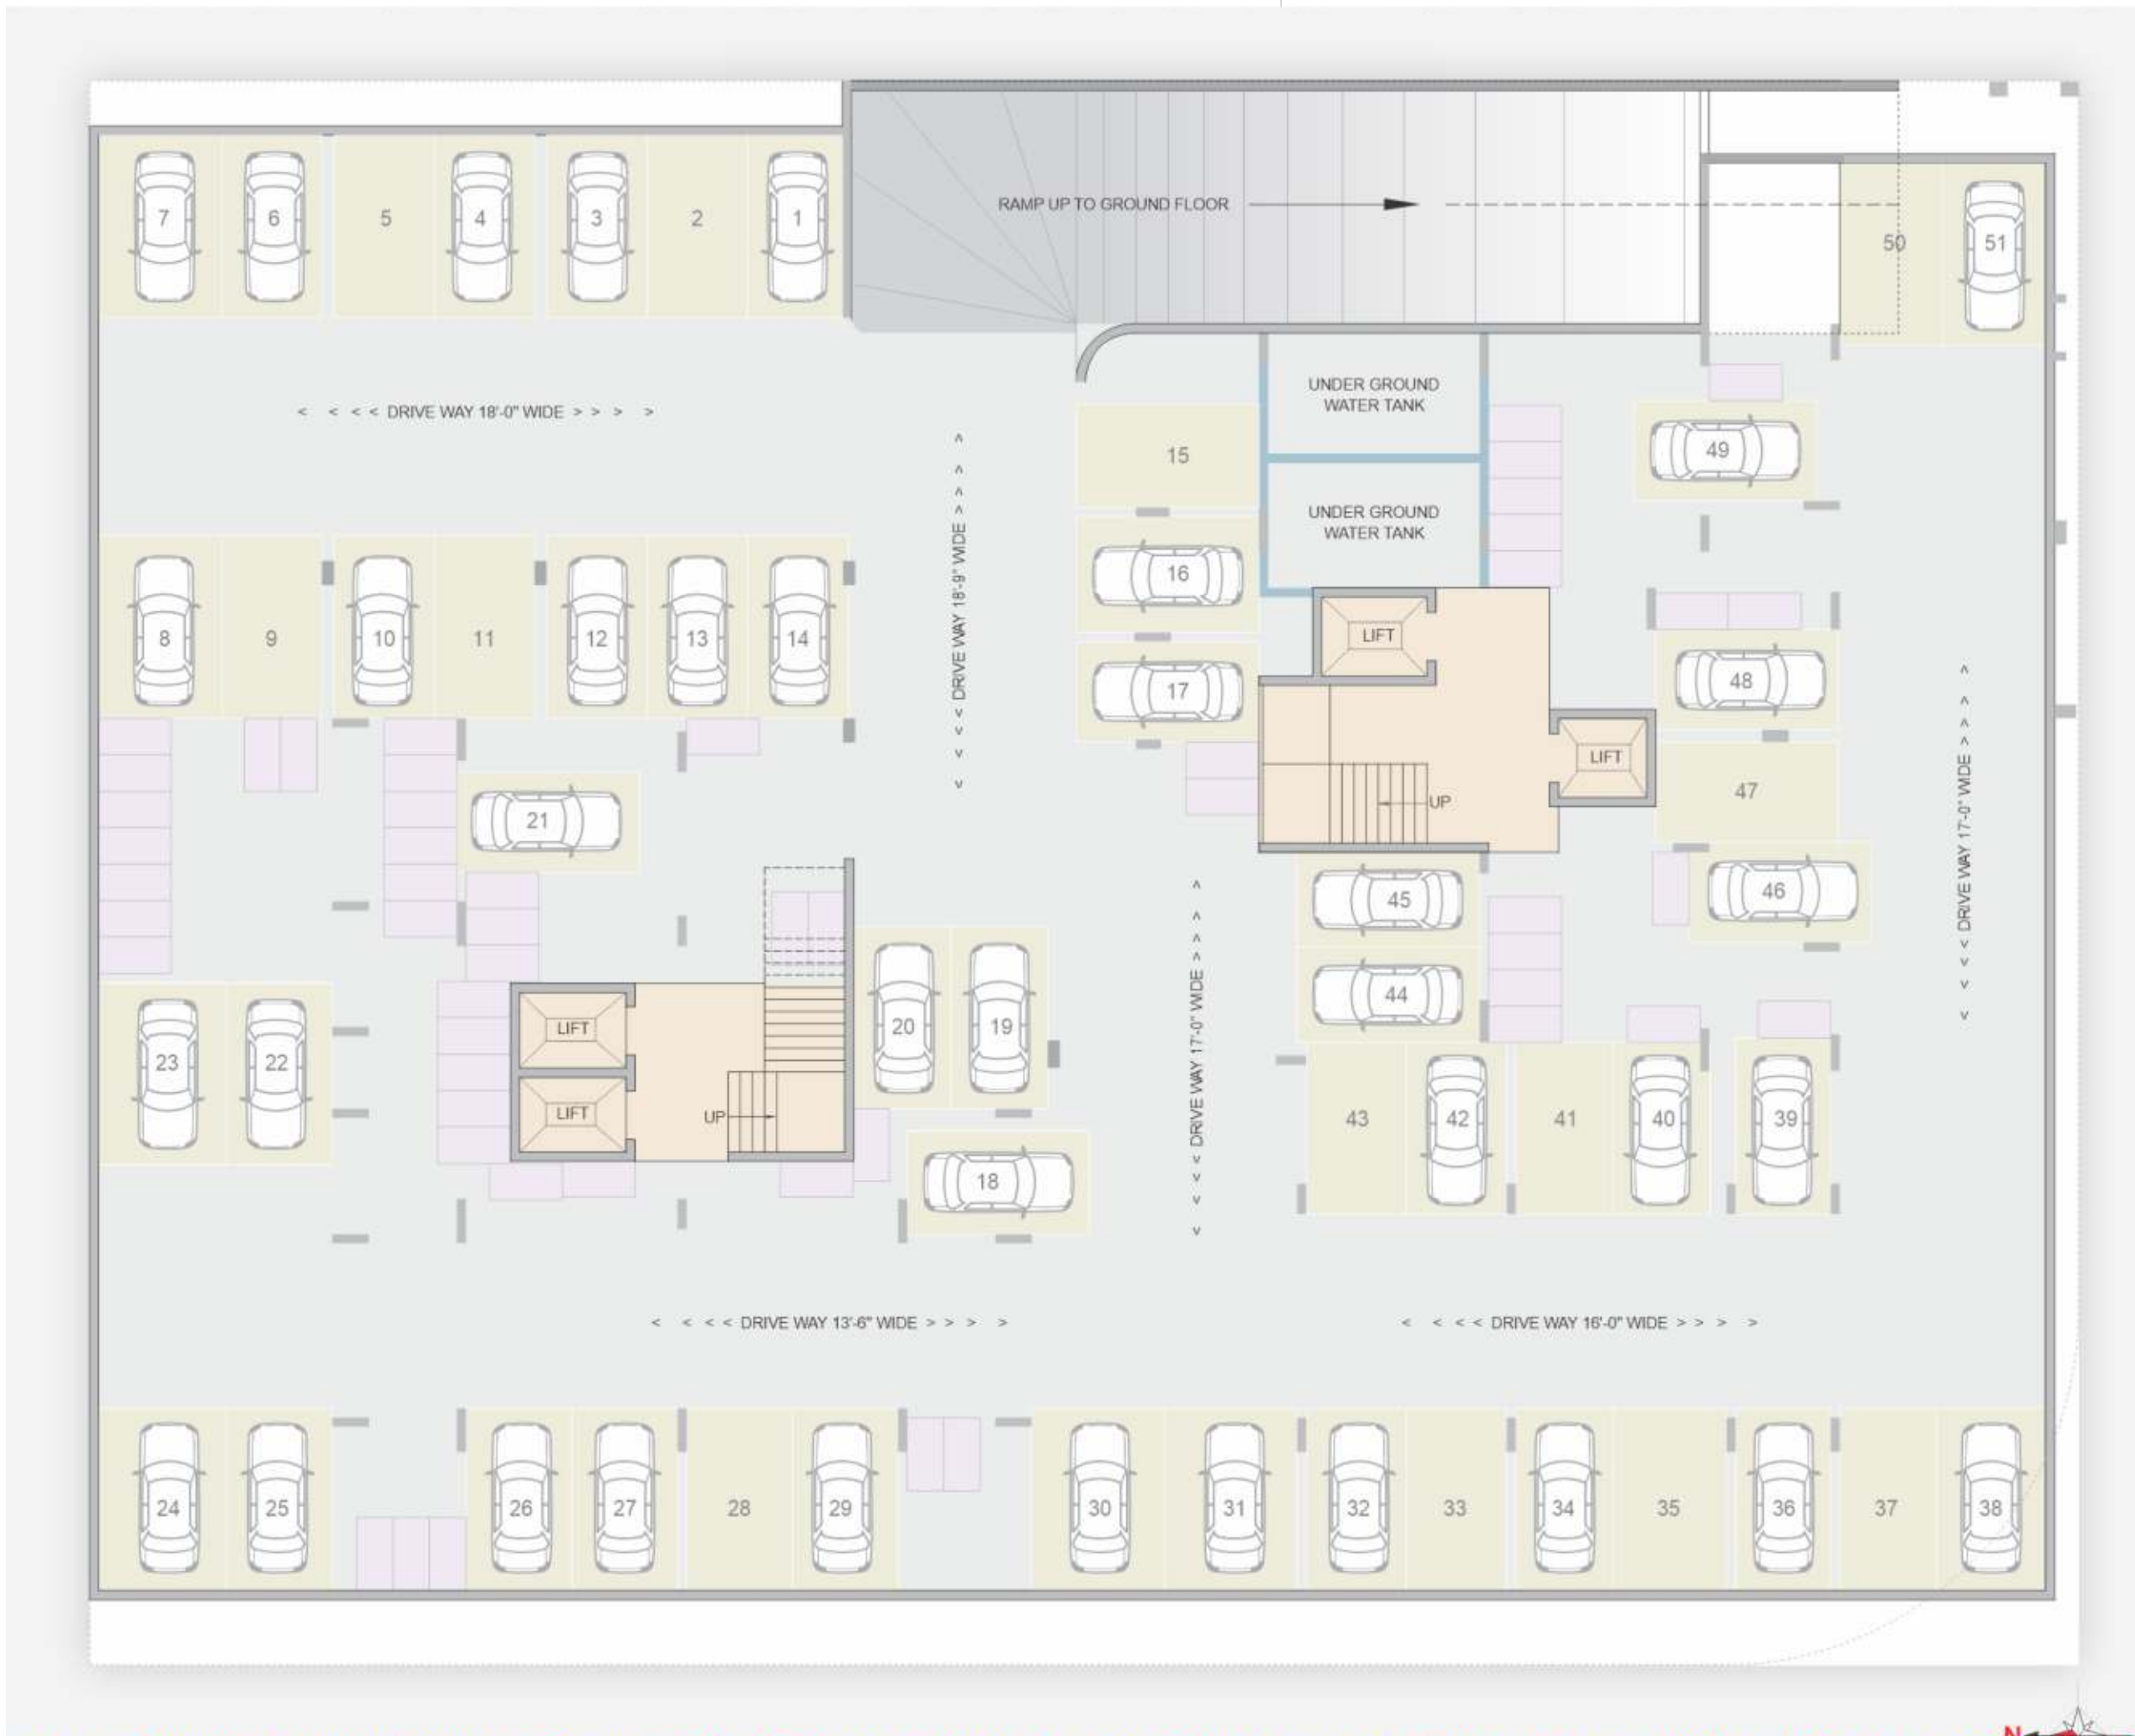 7 6 5 4 3 2 1
RAMP UP TO GROUND FLOOR
50 51
< < < < DRIVE WAY 18'-0" WIDE > > > >
UNDER GROUND
WATER TANK
UNDER GROUND
WATER TANK
15
49
< < < < DRIVE WAY 18'-9" WIDE > > > >
16
8 9 10 11 12 13 14
LIFT
17
48
LIFT
47
UP
21
< < < < DRIVE WAY 17'-0" WIDE > > > >
46
45
44
20 19
LIFT
23 22
LIFT
UP
< < < < DRIVE WAY 17'-0" WIDE > > > >
43 42 41 40 39
18
< < < < DRIVE WAY 13'-6" WIDE > > > >
< < < < DRIVE WAY 16'-0" WIDE > > > >
24 25 26 27 28 29 30 31 32 33 34 35 36 37 38
N